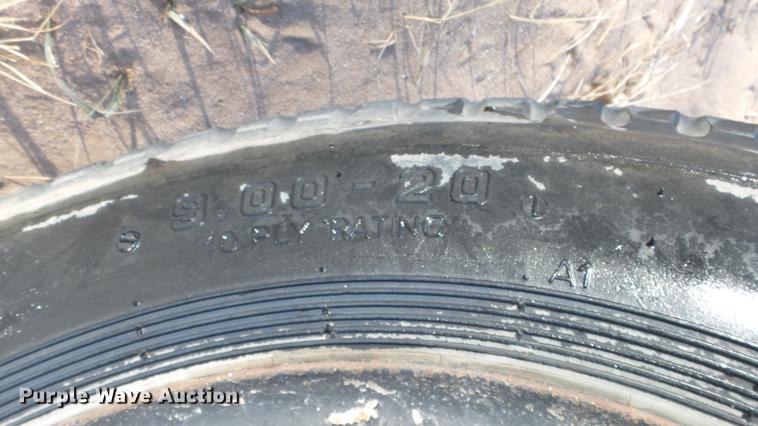 9.00-20
10 PLY RATING
A1
Purple Wave Auction